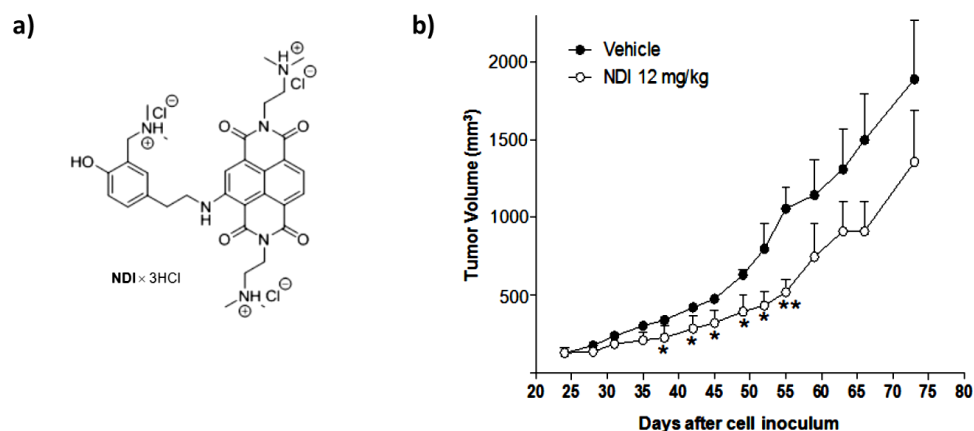 a)
H
⊕
N
Cl⊖
Cl⊖
NH
⊕
HO
O
N
O
N
H
O
N
O
NH
⊕
Cl⊖
NDI × 3HCl
b)
Vehicle
NDI 12 mg/kg
Tumor Volume (mm³)
2000
1500
1000
500
* * * * * **
20 25 30 35 40 45 50 55 60 65 70 75 80
Days after cell inoculum